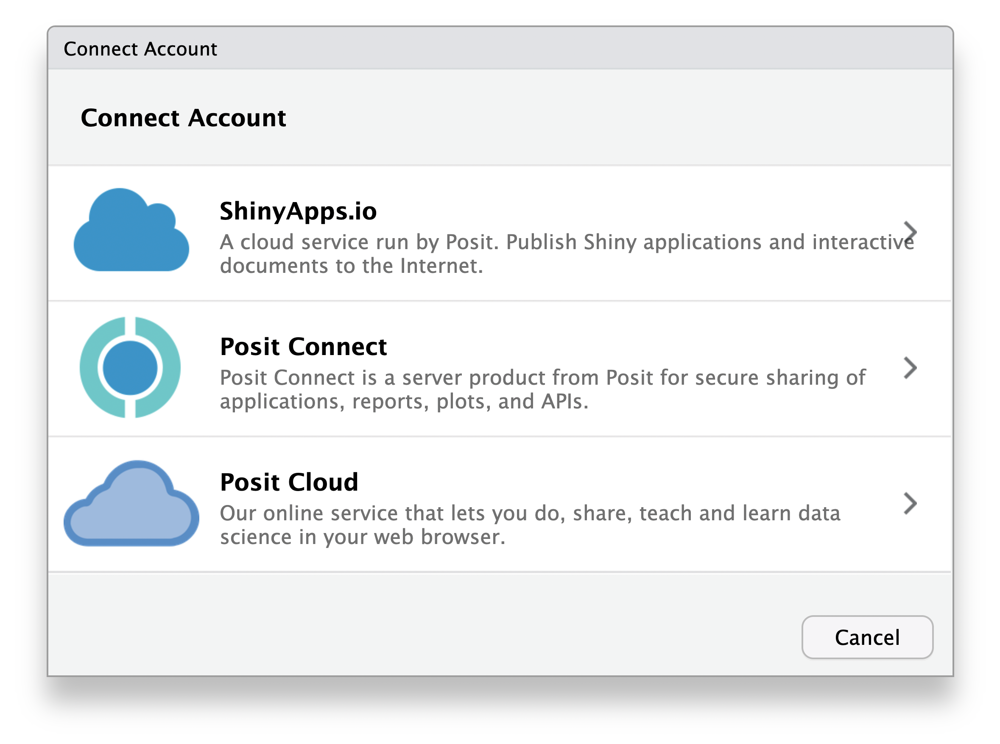 Connect Account
Connect Account
ShinyApps.io
A cloud service run by Posit. Publish Shiny applications and interactive
documents to the Internet.
Posit Connect
Posit Connect is a server product from Posit for secure sharing of
applications, reports, plots, and APIs.
Posit Cloud
Our online service that lets you do, share, teach and learn data
science in your web browser.
Cancel